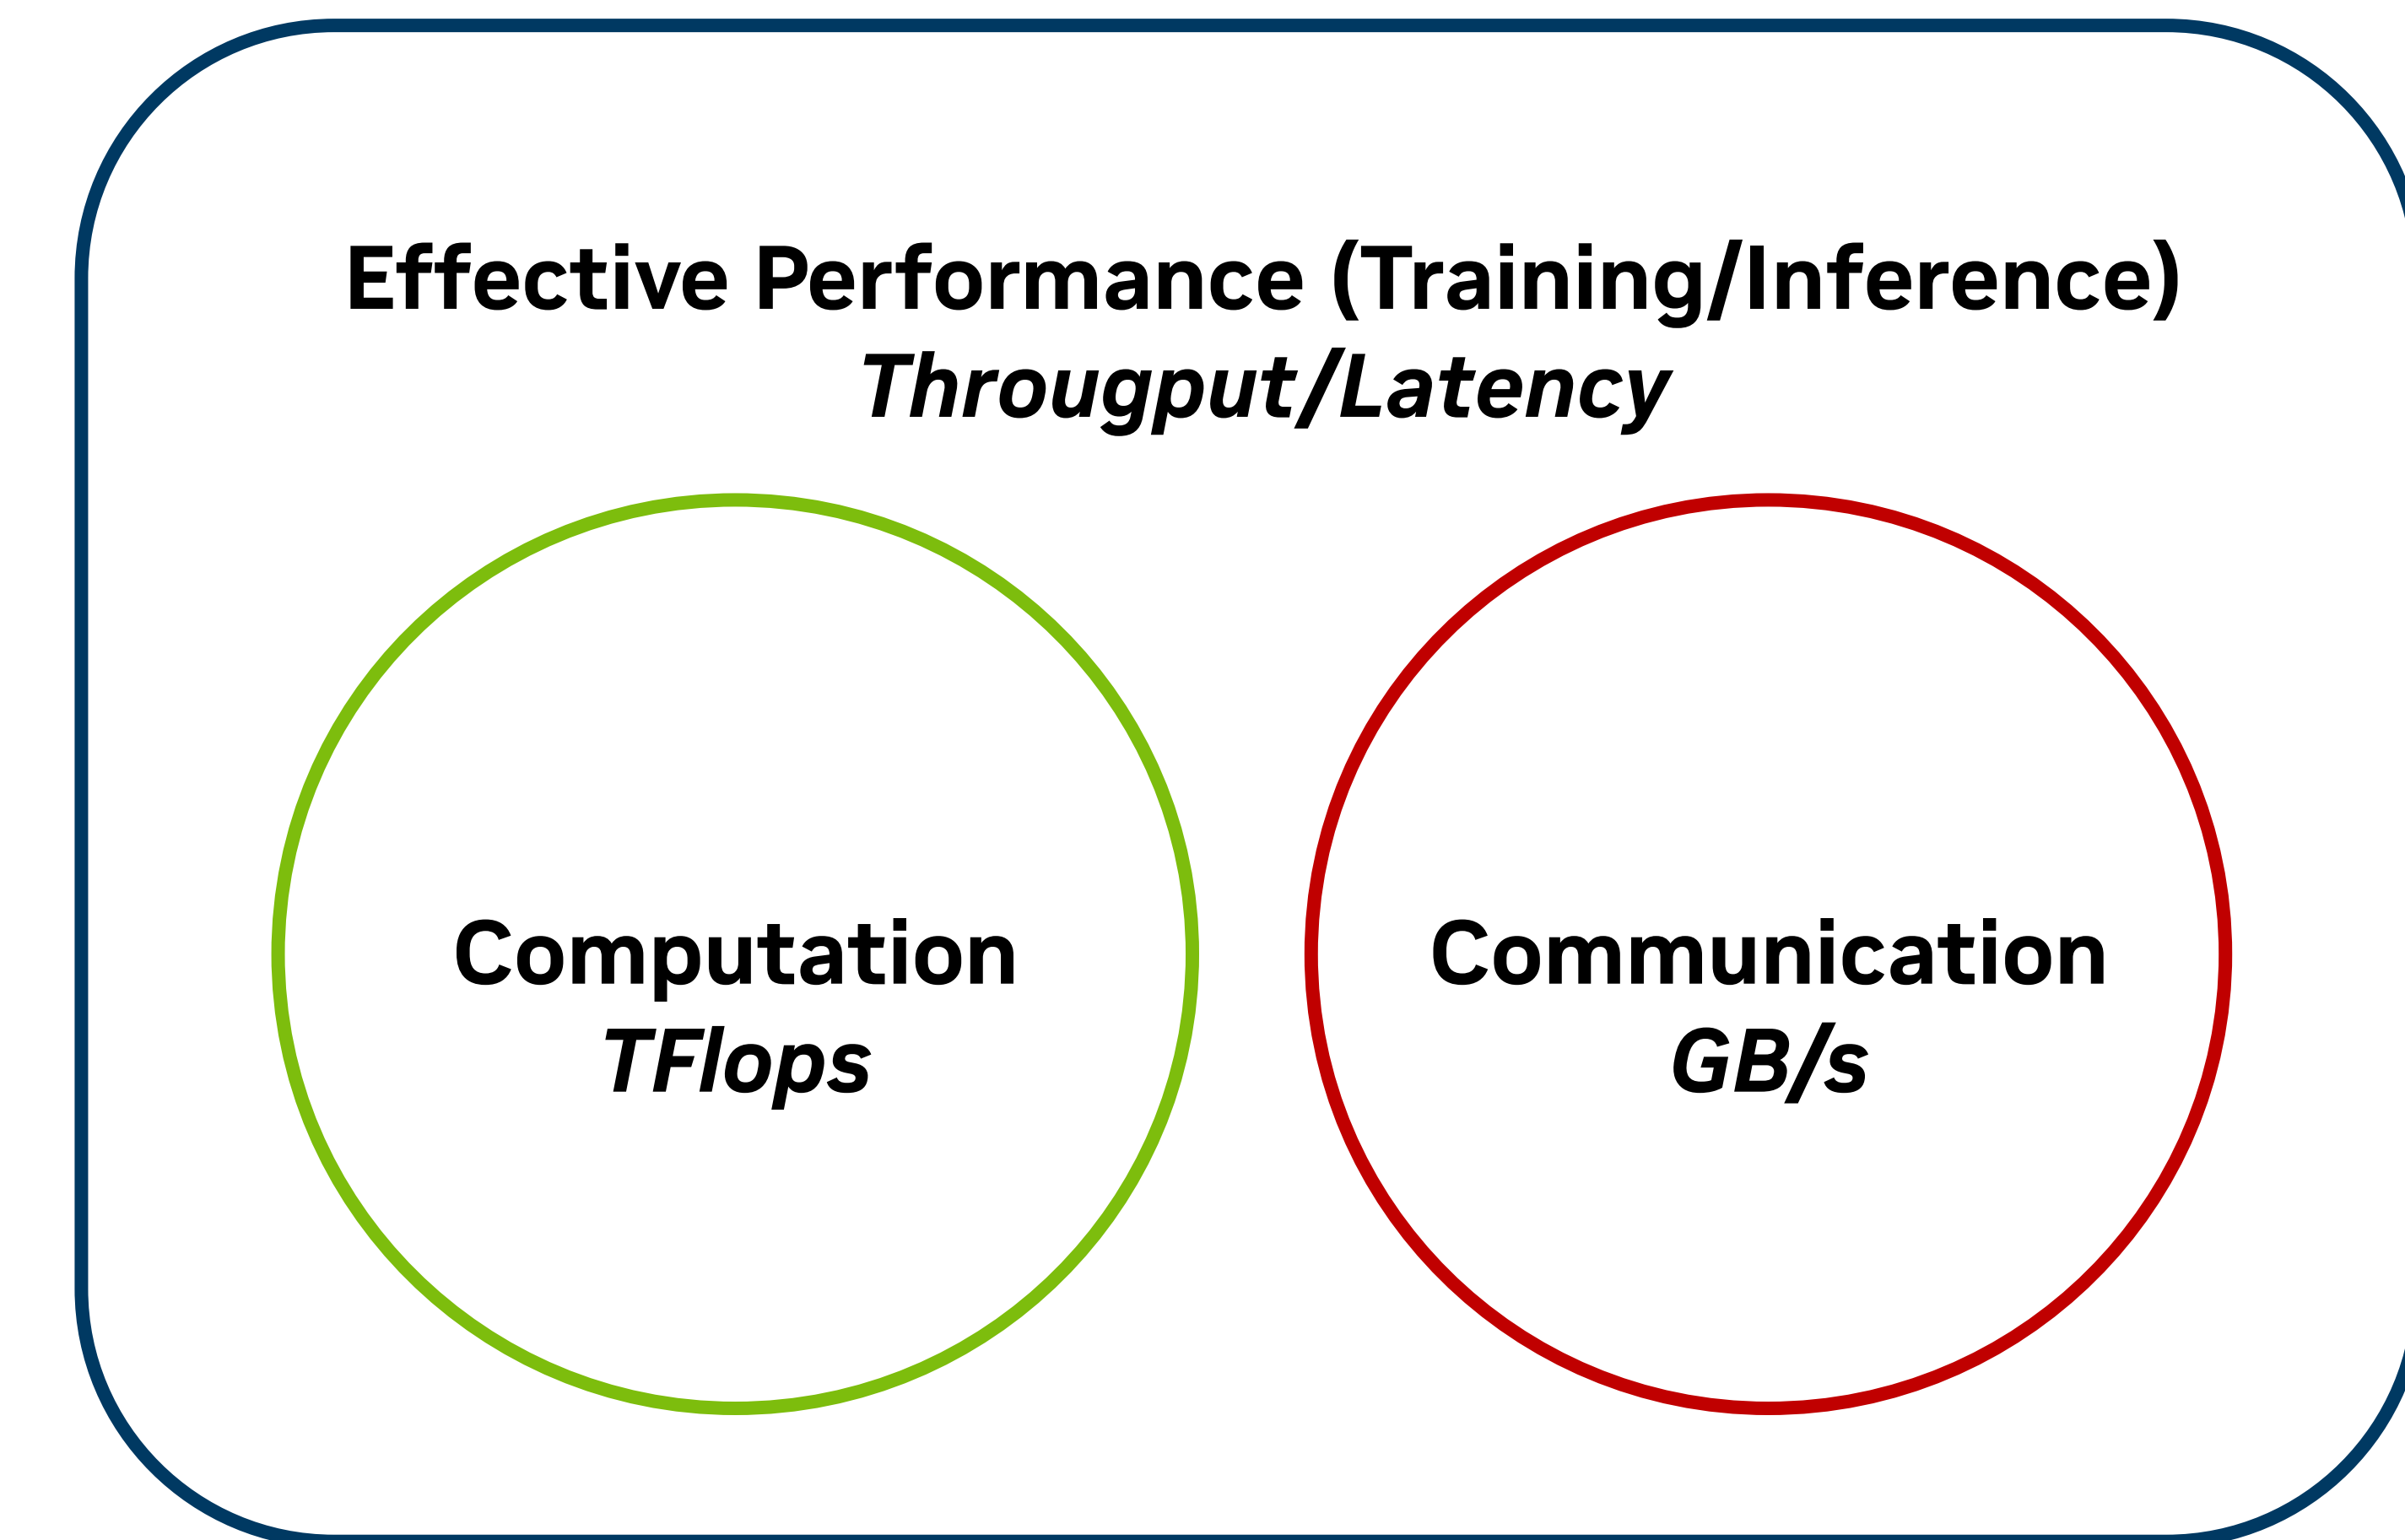 Effective Performance (Training/Inference)
Througput/Latency
Computation
TFlops
Communication
GB/s